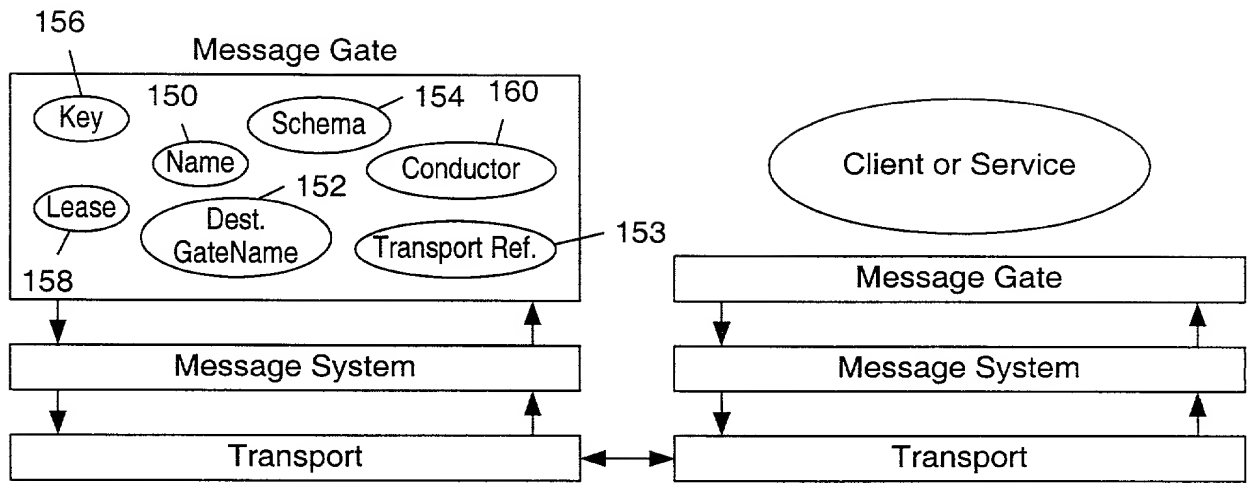 156
Message Gate
Key
150
Schema
154
160
Name
Conductor
Client or Service
Lease
152
Dest.
GateName
Transport Ref.
153
158
Message Gate
Message System
Message System
Transport
Transport